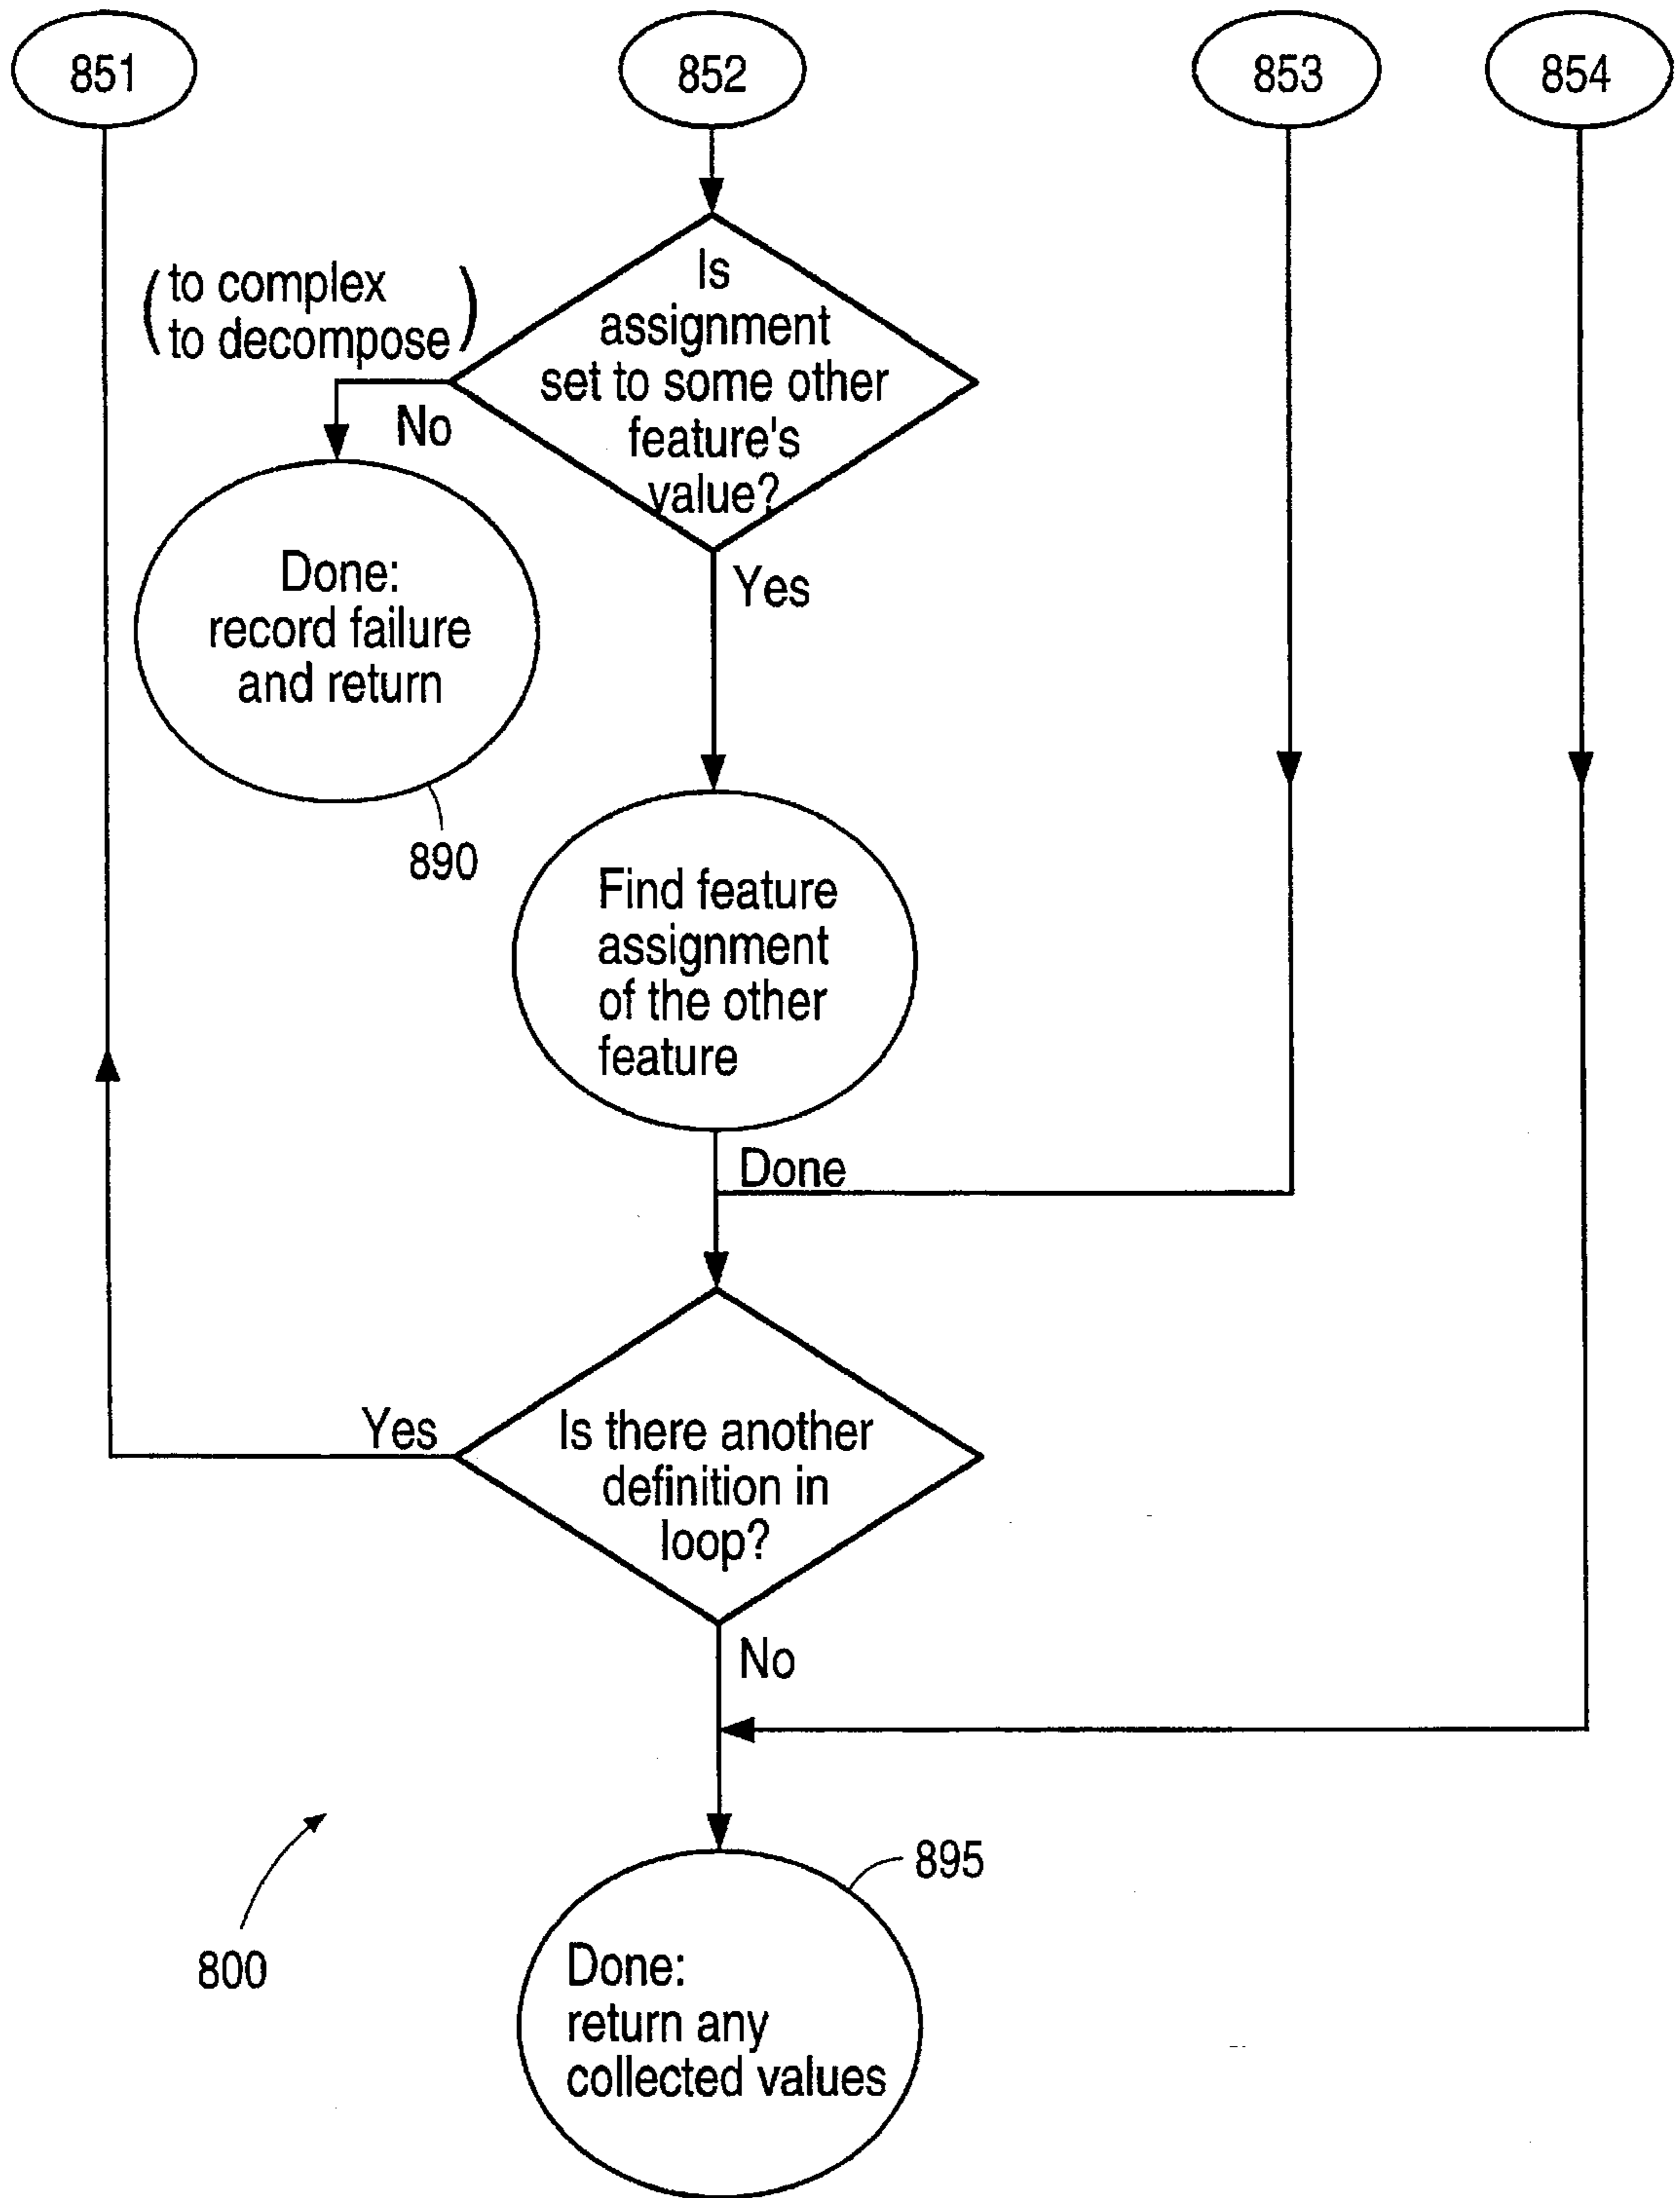 851
852
853
854
(to complex
to decompose)
Is
assignment
set to some other
feature's
value?
No
Yes
Done:
record failure
and return
890
Find feature
assignment
of the other
feature
Done
Yes
Is there another
definition in
loop?
No
800
895
Done:
return any
collected values